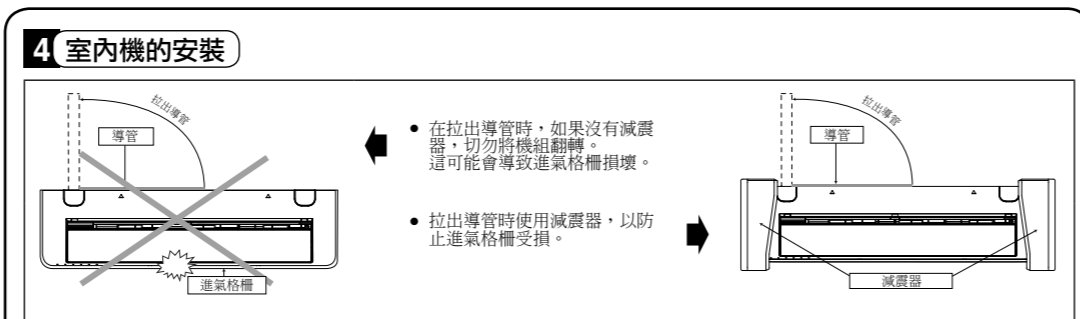 4 室內機的安裝
拉出導管
導管
進氣格柵
● 在拉出導管時，如果沒有減震
器，切勿將機組翻轉。
這可能會導致進氣格柵損壞。
● 拉出導管時使用減震器，以防
止進氣格柵受損。
拉出導管
導管
減震器